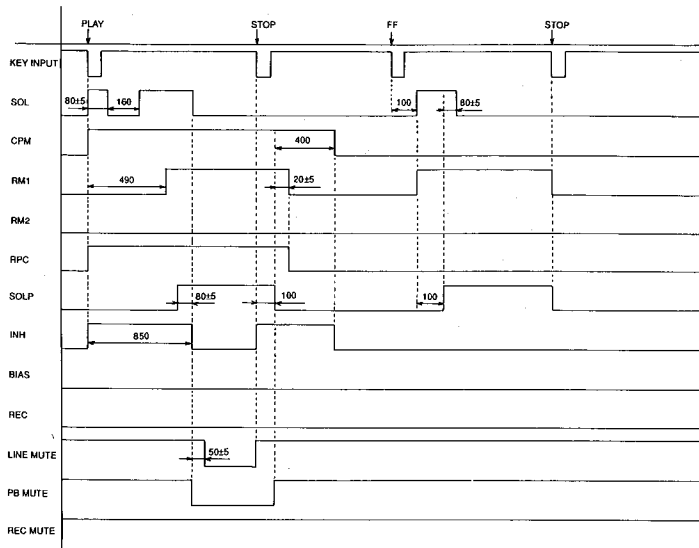 PLAY STOP FF STOP
KEY INPUT
SOL 80±5 160 100 80±5
CPM 400
RM1 490 20±5
RM2
RPC
SOLP 80±5 100 100
INH 850
BIAS
REC
LINE MUTE 50±5
PB MUTE
REC MUTE